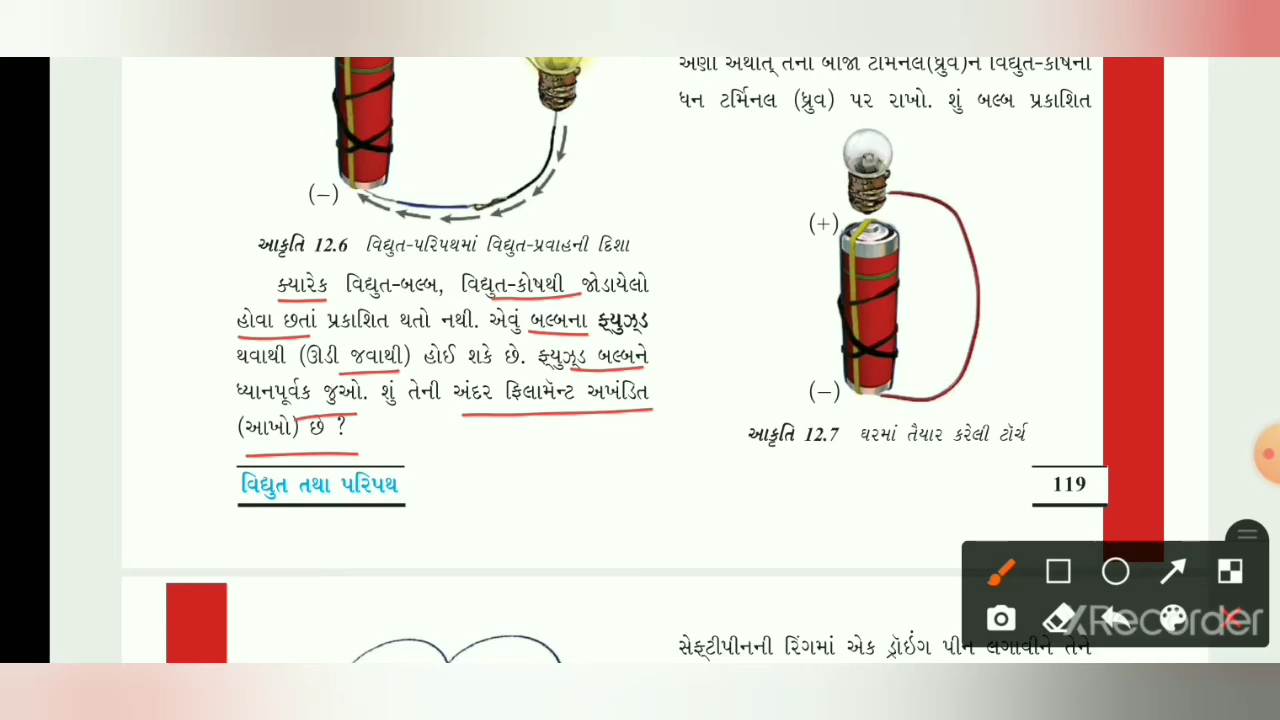 (−)
આકૃતિ 12.6 વિદ્યુત-પરિપથમાં વિદ્યુત-પ્રવાહની દિશા
ક્યારેક વિદ્યુત-બલ્બ, વિદ્યુત-કોષથી જોડાયેલો
હોવા છતાં પ્રકાશિત થતો નથી. એવું બલ્બના ફ્યુઝ્ડ
થવાથી (ઊડી જવાથી) હોઈ શકે છે. ફ્યુઝ્ડ બલ્બને
ધ્યાનપૂર્વક જુઓ. શું તેની અંદર ફિલામૅન્ટ અખંડિત
(આખો) છે ?
વિદ્યુત તથા પરિપથ
અણી અર્થાત્ તેના બીજા ટર્મિનલ(ધ્રુવ)ને વિદ્યુત-કોષના
ધન ટર્મિનલ (ધ્રુવ) પર રાખો. શું બલ્બ પ્રકાશિત
(+)
(−)
આકૃતિ 12.7 ઘરમાં તૈયાર કરેલી ટૉર્ચ
119
સેફ્ટીપીનની રિંગમાં એક ડ્રૉઇંગ પીન લગાવીને તેને
XRecorder